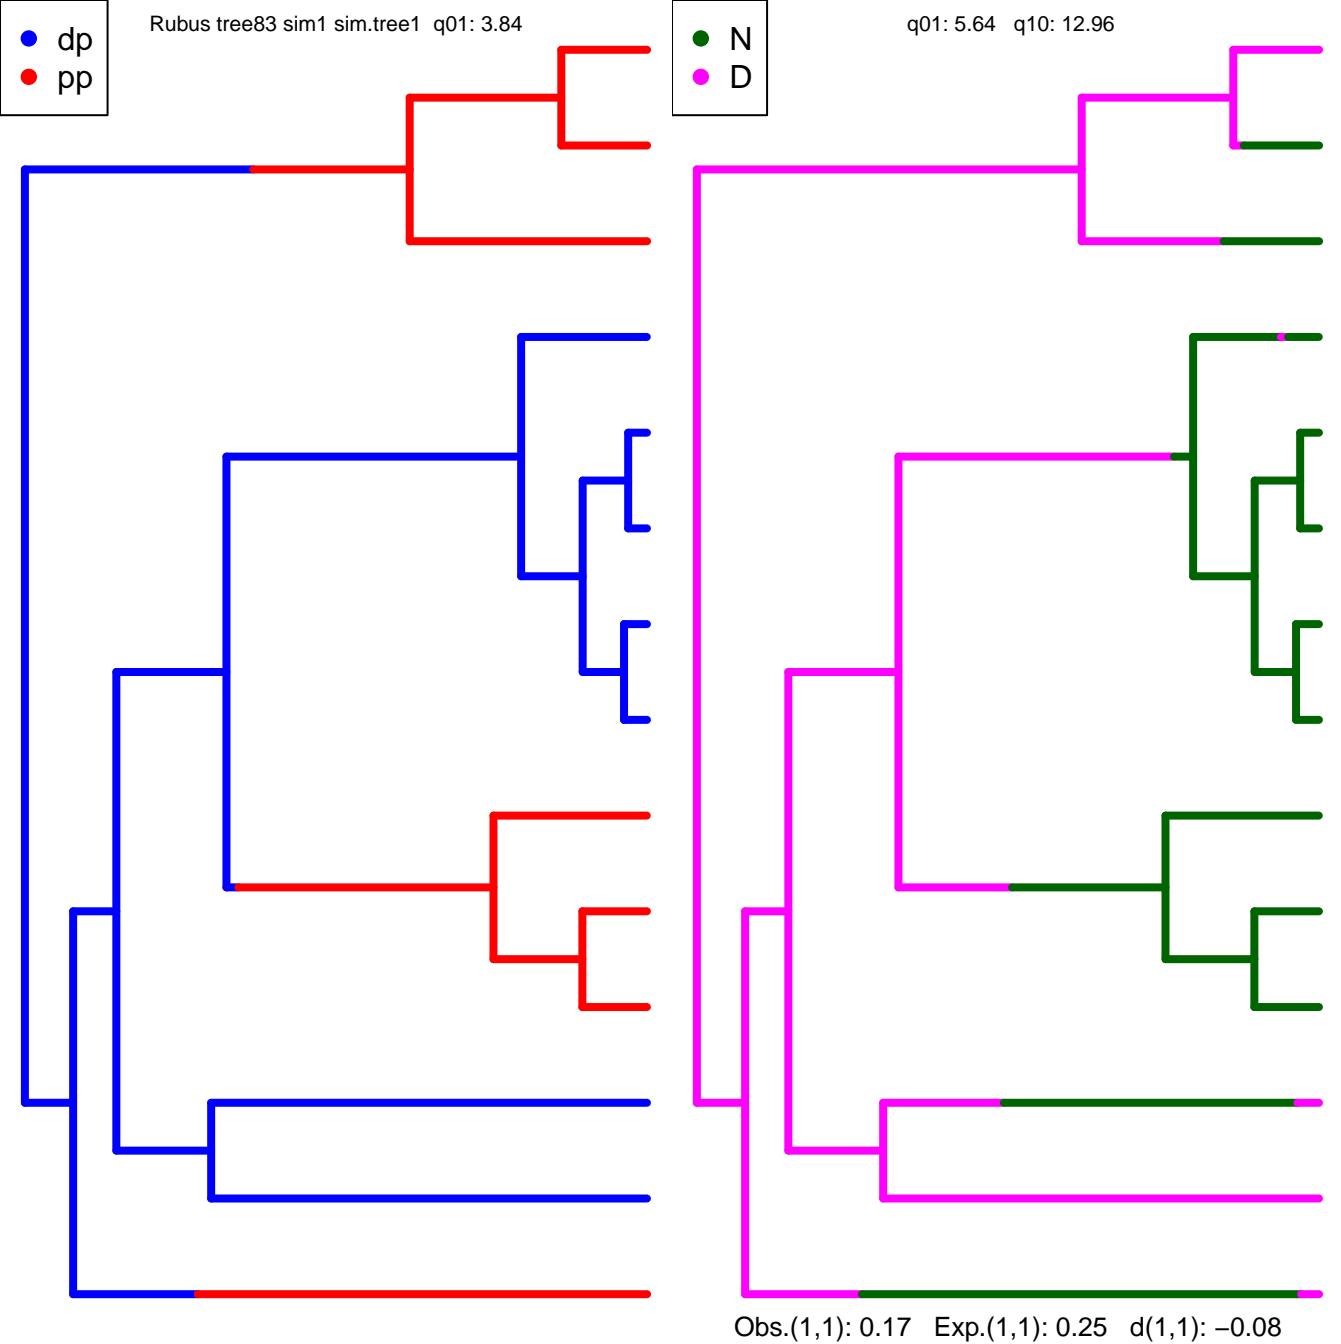 Rubus tree83 sim1 sim.tree1  q01: 3.84
dp
pp
q01: 5.64   q10: 12.96
N
D
Obs.(1,1): 0.17   Exp.(1,1): 0.25   d(1,1): −0.08